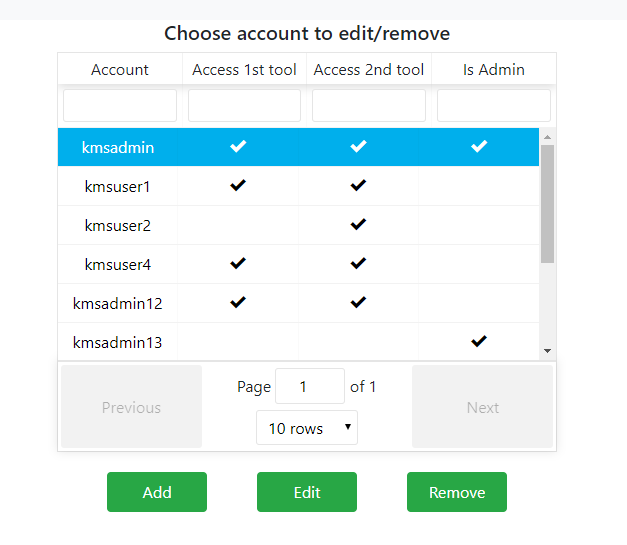 Choose account to edit/remove
Account Access 1st tool Access 2nd tool Is Admin
kmsadmin ✔ ✔ ✔
kmsuser1 ✔ ✔
kmsuser2 ✔
kmsuser4 ✔ ✔
kmsadmin12 ✔ ✔
kmsadmin13 ✔
Previous Page 1 of 1 Next
10 rows
Add Edit Remove